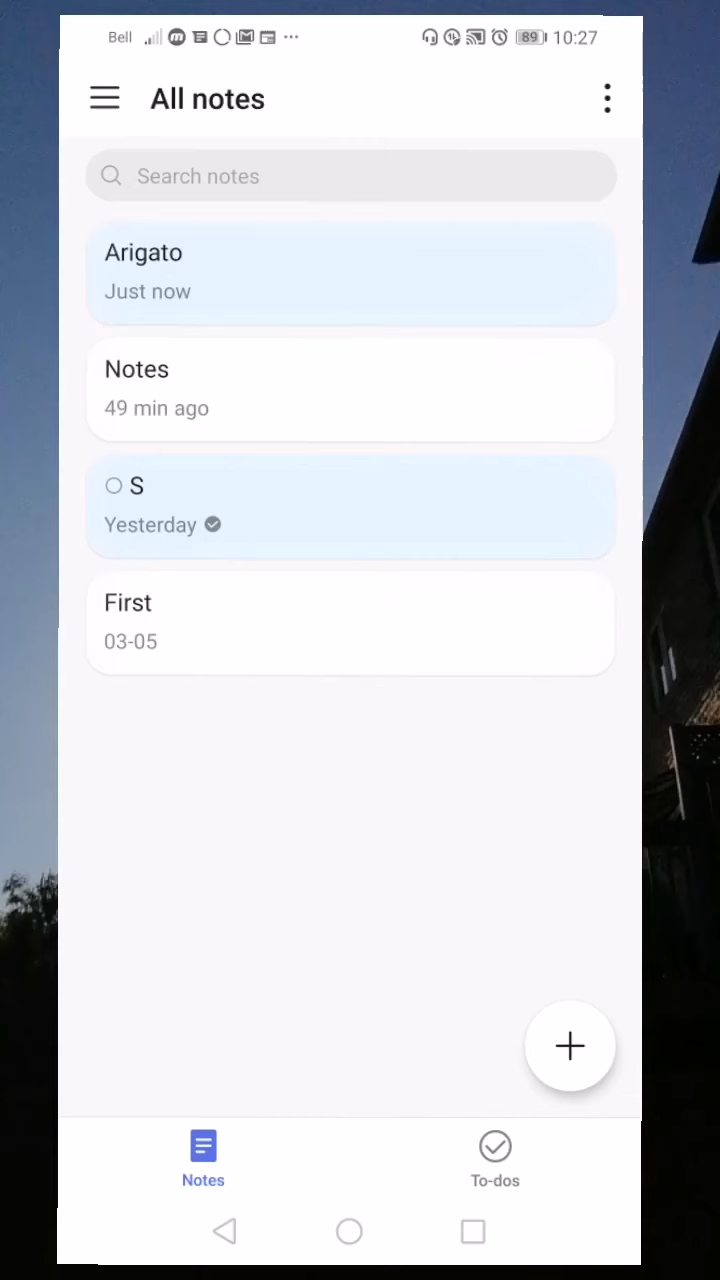 Bell 89 10:27
All notes
Search notes
Arigato
Just now
Notes
49 min ago
S
Yesterday
First
03-05
Notes
To-dos